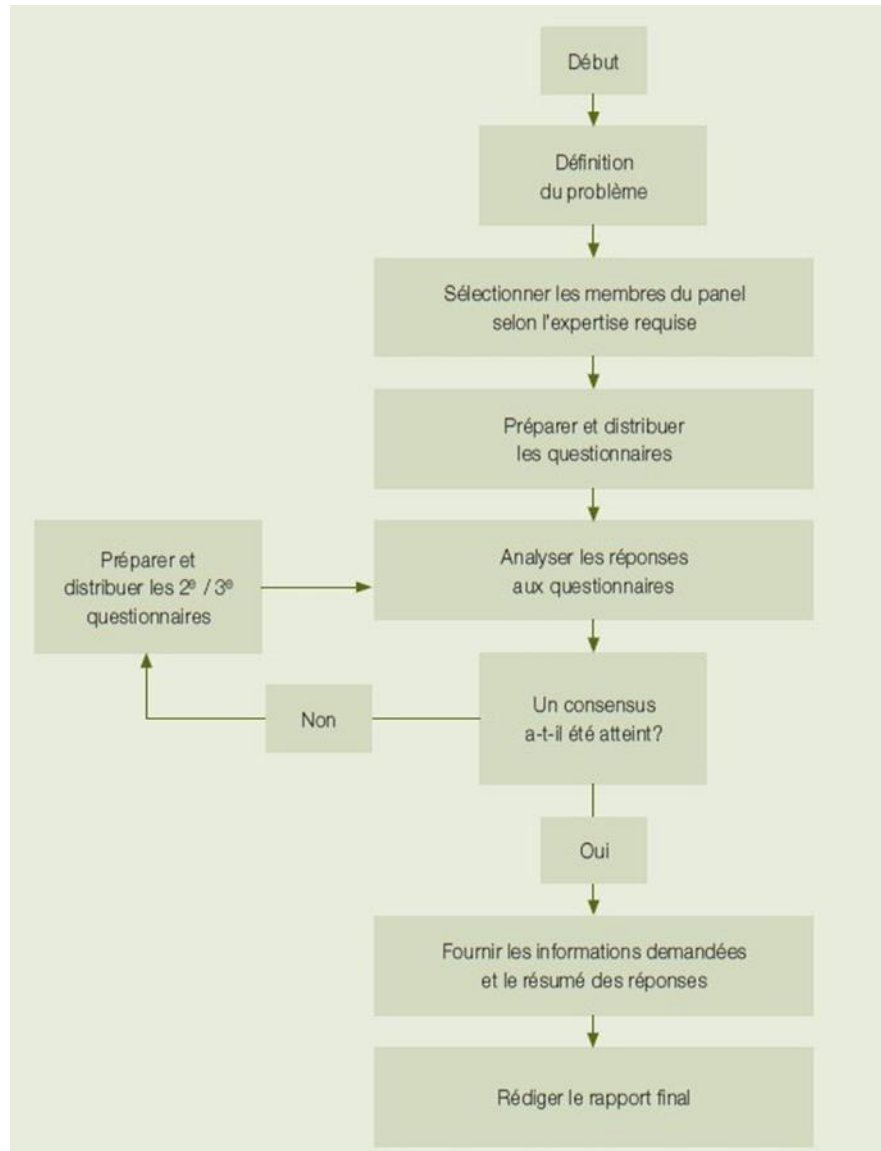 Début
Définition
du problème
Sélectionner les membres du panel
selon l'expertise requise
Préparer et distribuer
les questionnaires
Analyser les réponses
aux questionnaires
Préparer et
distribuer les 2e / 3e
questionnaires
Un consensus
a-t-il été atteint?
Non
Oui
Fournir les informations demandées
et le résumé des réponses
Rédiger le rapport final